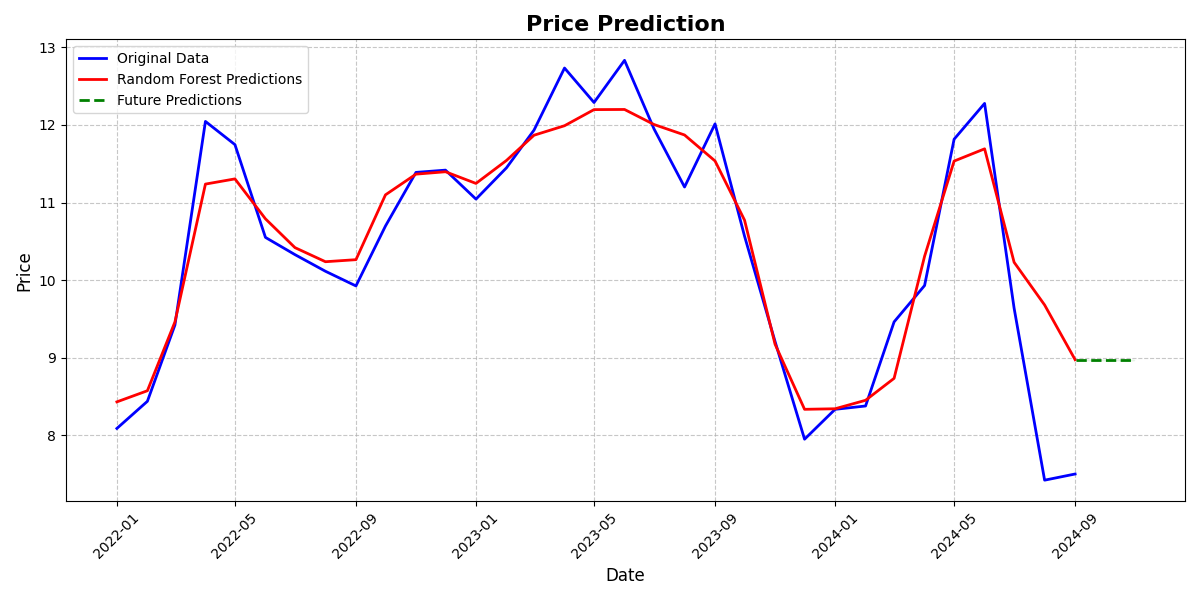 Price Prediction
Original Data
Random Forest Predictions
Future Predictions
Price
13
12
11
10
9
8
2022-01
2022-05
2022-09
2023-01
2023-05
2023-09
2024-01
2024-05
2024-09
Date